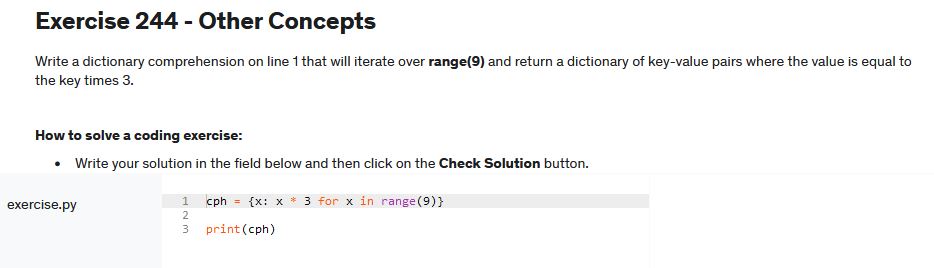 Exercise 244 - Other Concepts
Write a dictionary comprehension on line 1 that will iterate over range(9) and return a dictionary of key-value pairs where the value is equal to
the key times 3.
How to solve a coding exercise:
• Write your solution in the field below and then click on the Check Solution button.
exercise.py
1 cph = {x: x * 3 for x in range(9)}
2
3 print(cph)